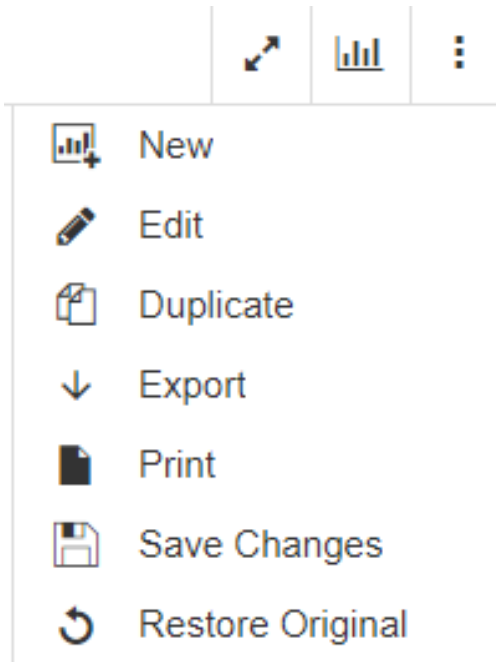 New
Edit
Duplicate
Export
Print
Save Changes
Restore Original